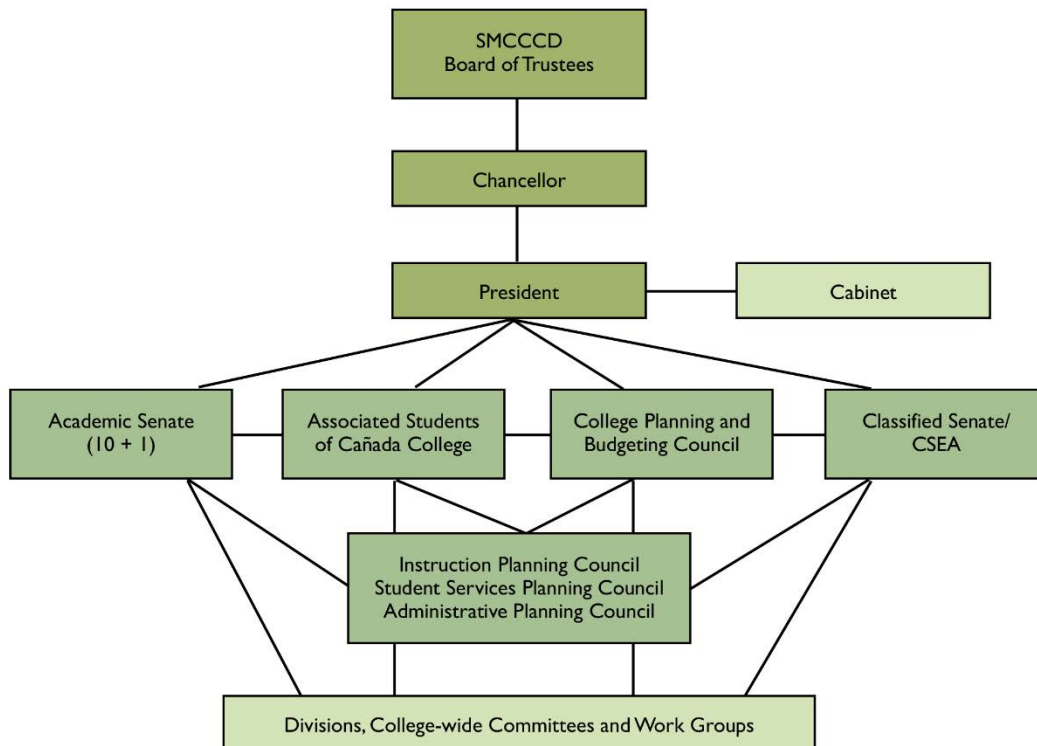 SMCCCD
Board of Trustees
Chancellor
President
Cabinet
Academic Senate
(10 + 1)
Associated Students
of Cañada College
College Planning and
Budgeting Council
Classified Senate/
CSEA
Instruction Planning Council
Student Services Planning Council
Administrative Planning Council
Divisions, College-wide Committees and Work Groups